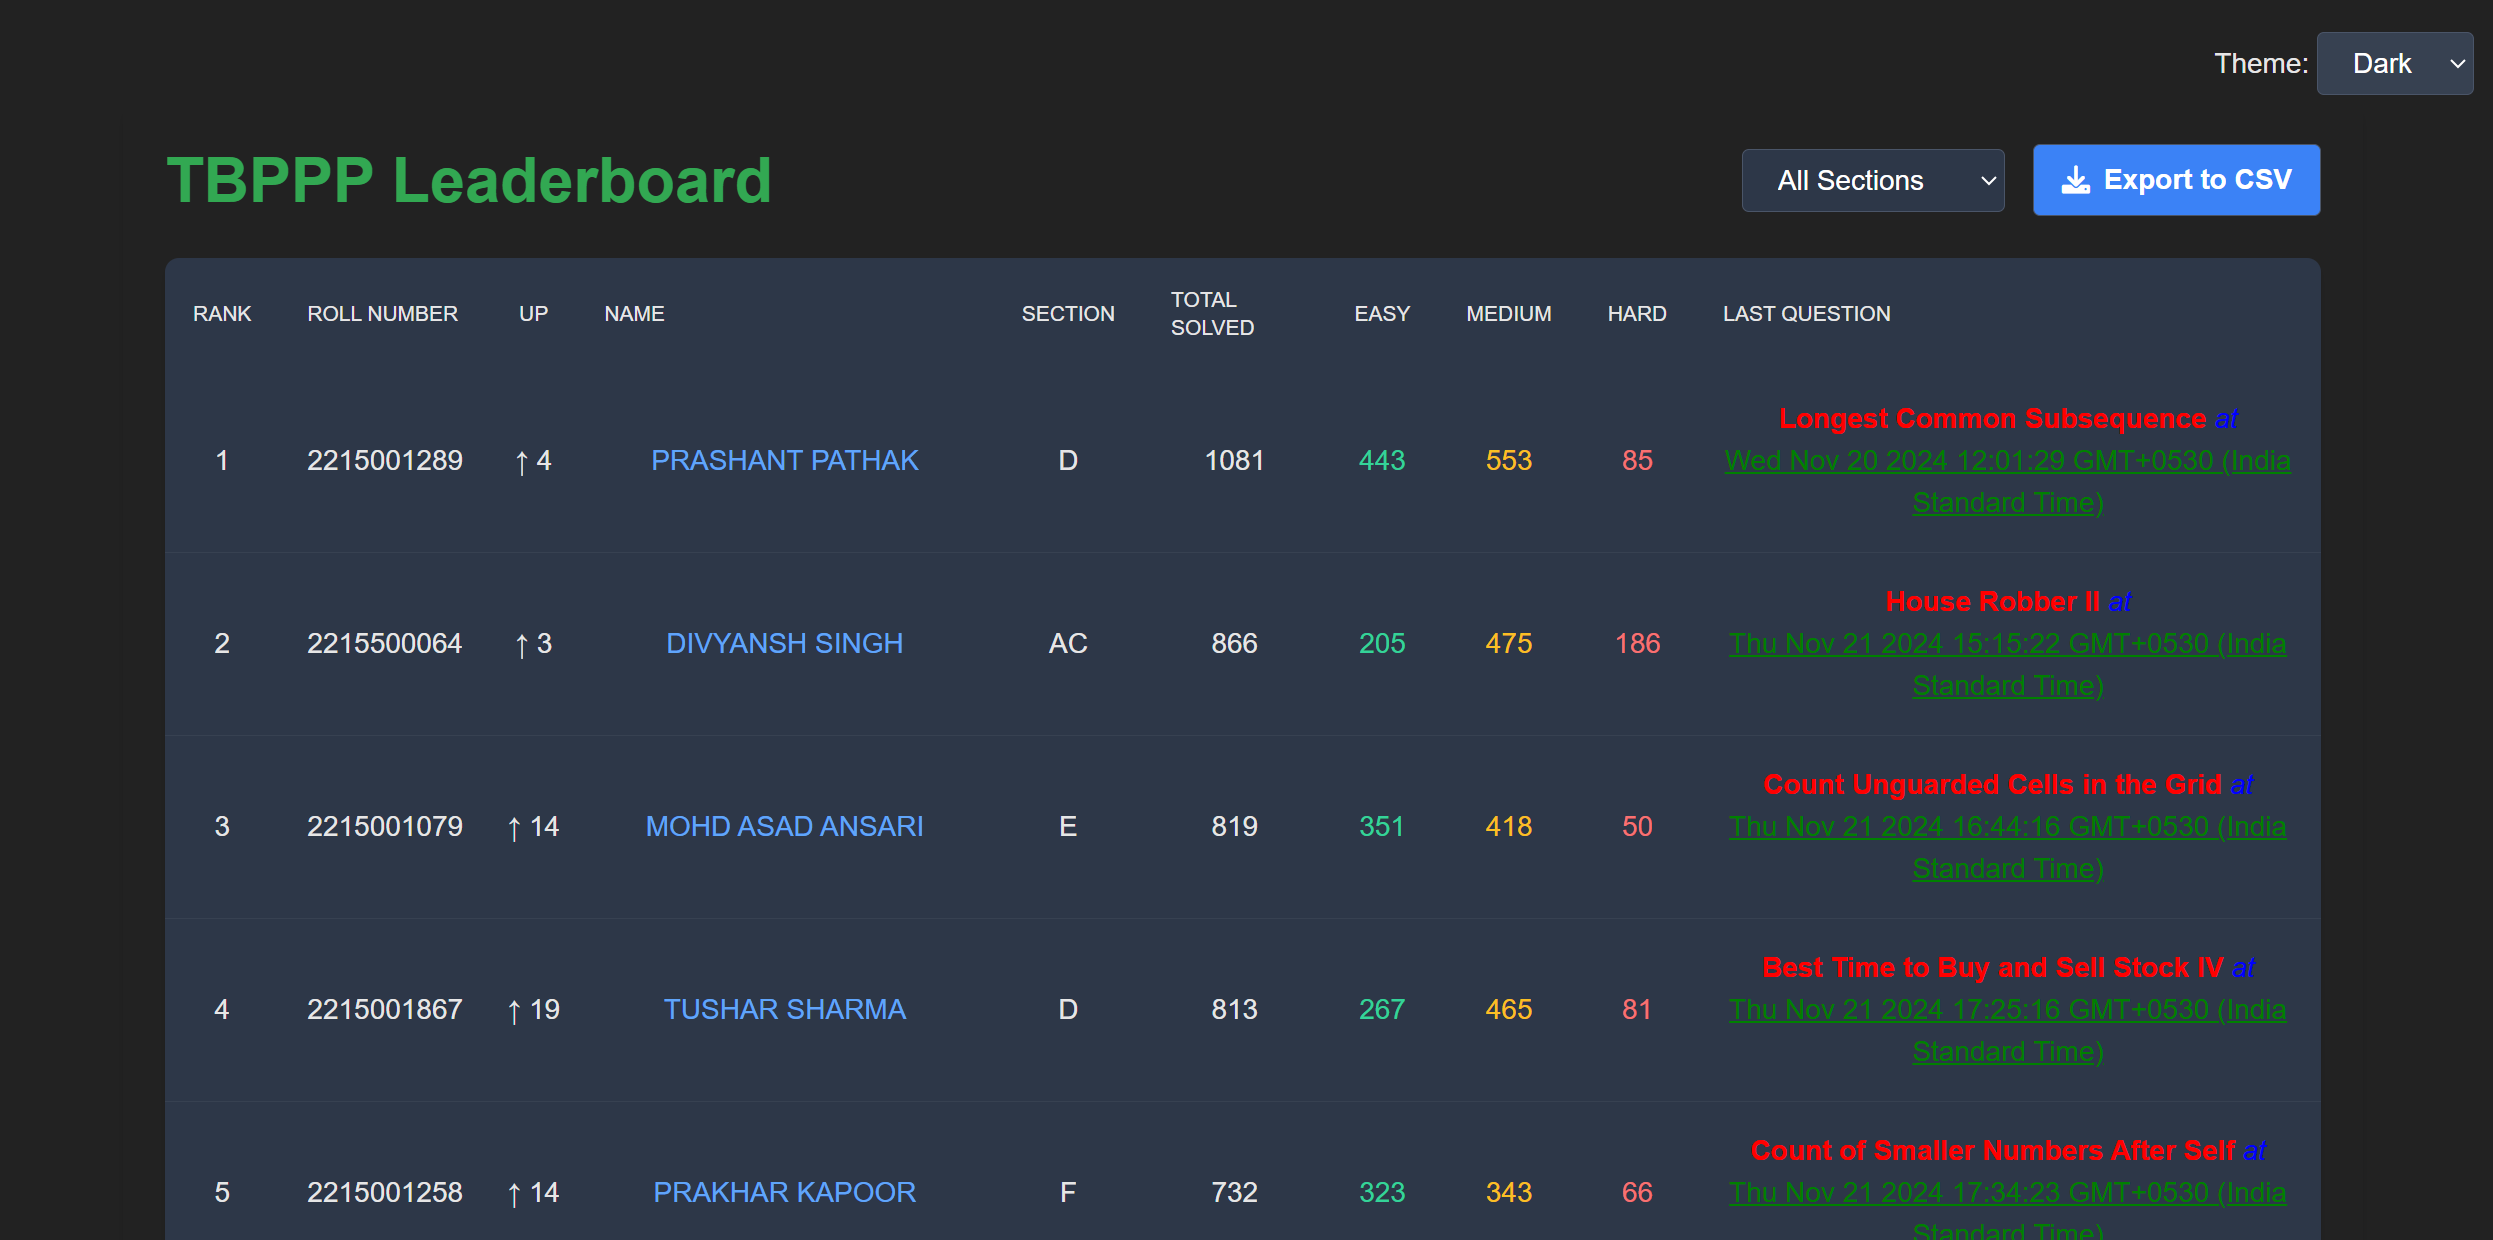 Theme: Dark
TBPPP Leaderboard
All Sections
Export to CSV
RANK ROLL NUMBER UP NAME SECTION TOTAL SOLVED EASY MEDIUM HARD LAST QUESTION
1 2215001289 ↑ 4 PRASHANT PATHAK D 1081 443 553 85 Longest Common Subsequence at
Wed Nov 20 2024 12:01:29 GMT+0530 (India
Standard Time)
2 2215500064 ↑ 3 DIVYANSH SINGH AC 866 205 475 186 House Robber II at
Thu Nov 21 2024 15:15:22 GMT+0530 (India
Standard Time)
3 2215001079 ↑ 14 MOHD ASAD ANSARI E 819 351 418 50 Count Unguarded Cells in the Grid at
Thu Nov 21 2024 16:44:16 GMT+0530 (India
Standard Time)
4 2215001867 ↑ 19 TUSHAR SHARMA D 813 267 465 81 Best Time to Buy and Sell Stock IV at
Thu Nov 21 2024 17:25:16 GMT+0530 (India
Standard Time)
5 2215001258 ↑ 14 PRAKHAR KAPOOR F 732 323 343 66 Count of Smaller Numbers After Self at
Thu Nov 21 2024 17:34:23 GMT+0530 (India
Standard Time)